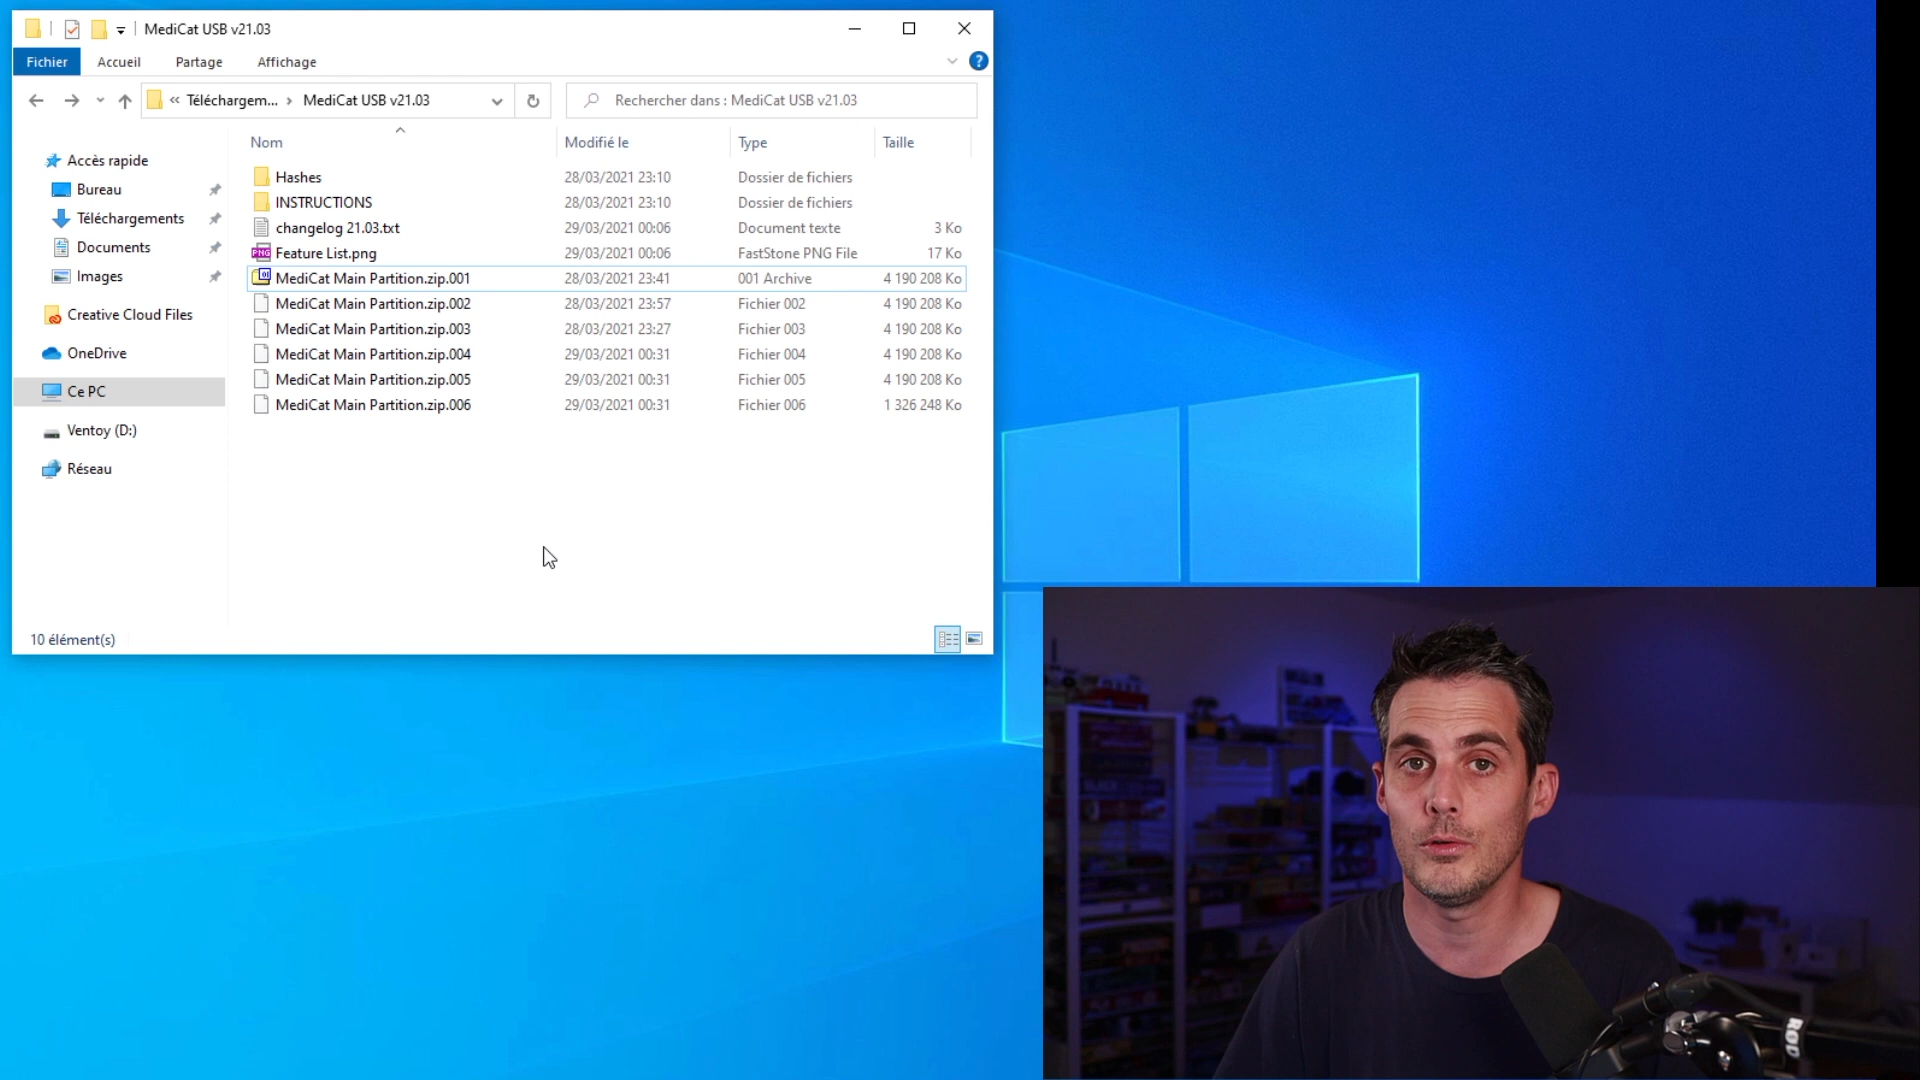 MediCat USB v21.03
Fichier Accueil Partage Affichage
?
« Téléchargem... › MediCat USB v21.03
Rechercher dans : MediCat USB v21.03
Nom Modifié le Type Taille
Accès rapide
Bureau
Téléchargements
Documents
Images
Creative Cloud Files
OneDrive
Ce PC
Ventoy (D:)
Réseau
Hashes 28/03/2021 23:10 Dossier de fichiers
INSTRUCTIONS 28/03/2021 23:10 Dossier de fichiers
changelog 21.03.txt 29/03/2021 00:06 Document texte 3 Ko
PNG Feature List.png 29/03/2021 00:06 FastStone PNG File 17 Ko
MediCat Main Partition.zip.001 28/03/2021 23:41 001 Archive 4 190 208 Ko
MediCat Main Partition.zip.002 28/03/2021 23:57 Fichier 002 4 190 208 Ko
MediCat Main Partition.zip.003 28/03/2021 23:27 Fichier 003 4 190 208 Ko
MediCat Main Partition.zip.004 29/03/2021 00:31 Fichier 004 4 190 208 Ko
MediCat Main Partition.zip.005 29/03/2021 00:31 Fichier 005 4 190 208 Ko
MediCat Main Partition.zip.006 29/03/2021 00:31 Fichier 006 1 326 248 Ko
10 élément(s)
RØD